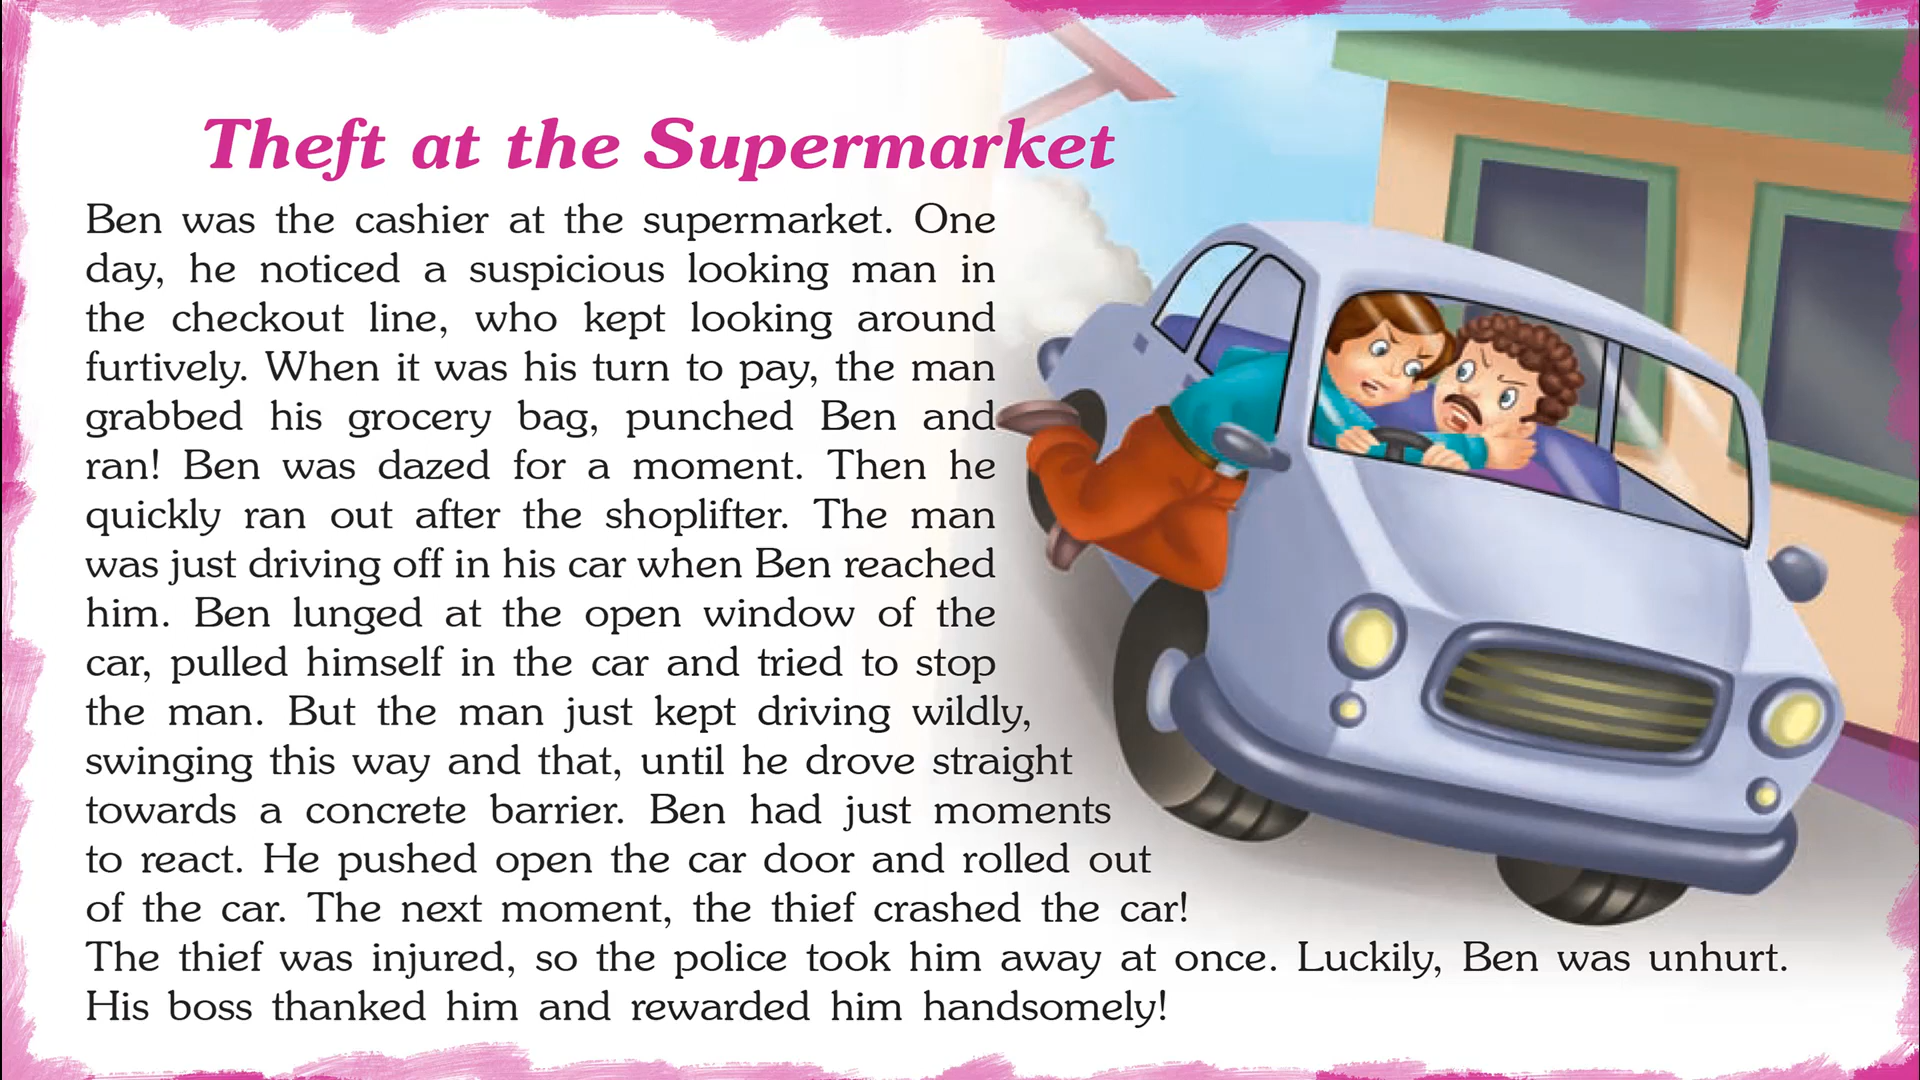 Theft at the Supermarket
Ben was the cashier at the supermarket. One
day, he noticed a suspicious looking man in
the checkout line, who kept looking around
furtively. When it was his turn to pay, the man
grabbed his grocery bag, punched Ben and
ran! Ben was dazed for a moment. Then he
quickly ran out after the shoplifter. The man
was just driving off in his car when Ben reached
him. Ben lunged at the open window of the
car, pulled himself in the car and tried to stop
the man. But the man just kept driving wildly,
swinging this way and that, until he drove straight
towards a concrete barrier. Ben had just moments
to react. He pushed open the car door and rolled out
of the car. The next moment, the thief crashed the car!
The thief was injured, so the police took him away at once. Luckily, Ben was unhurt.
His boss thanked him and rewarded him handsomely!